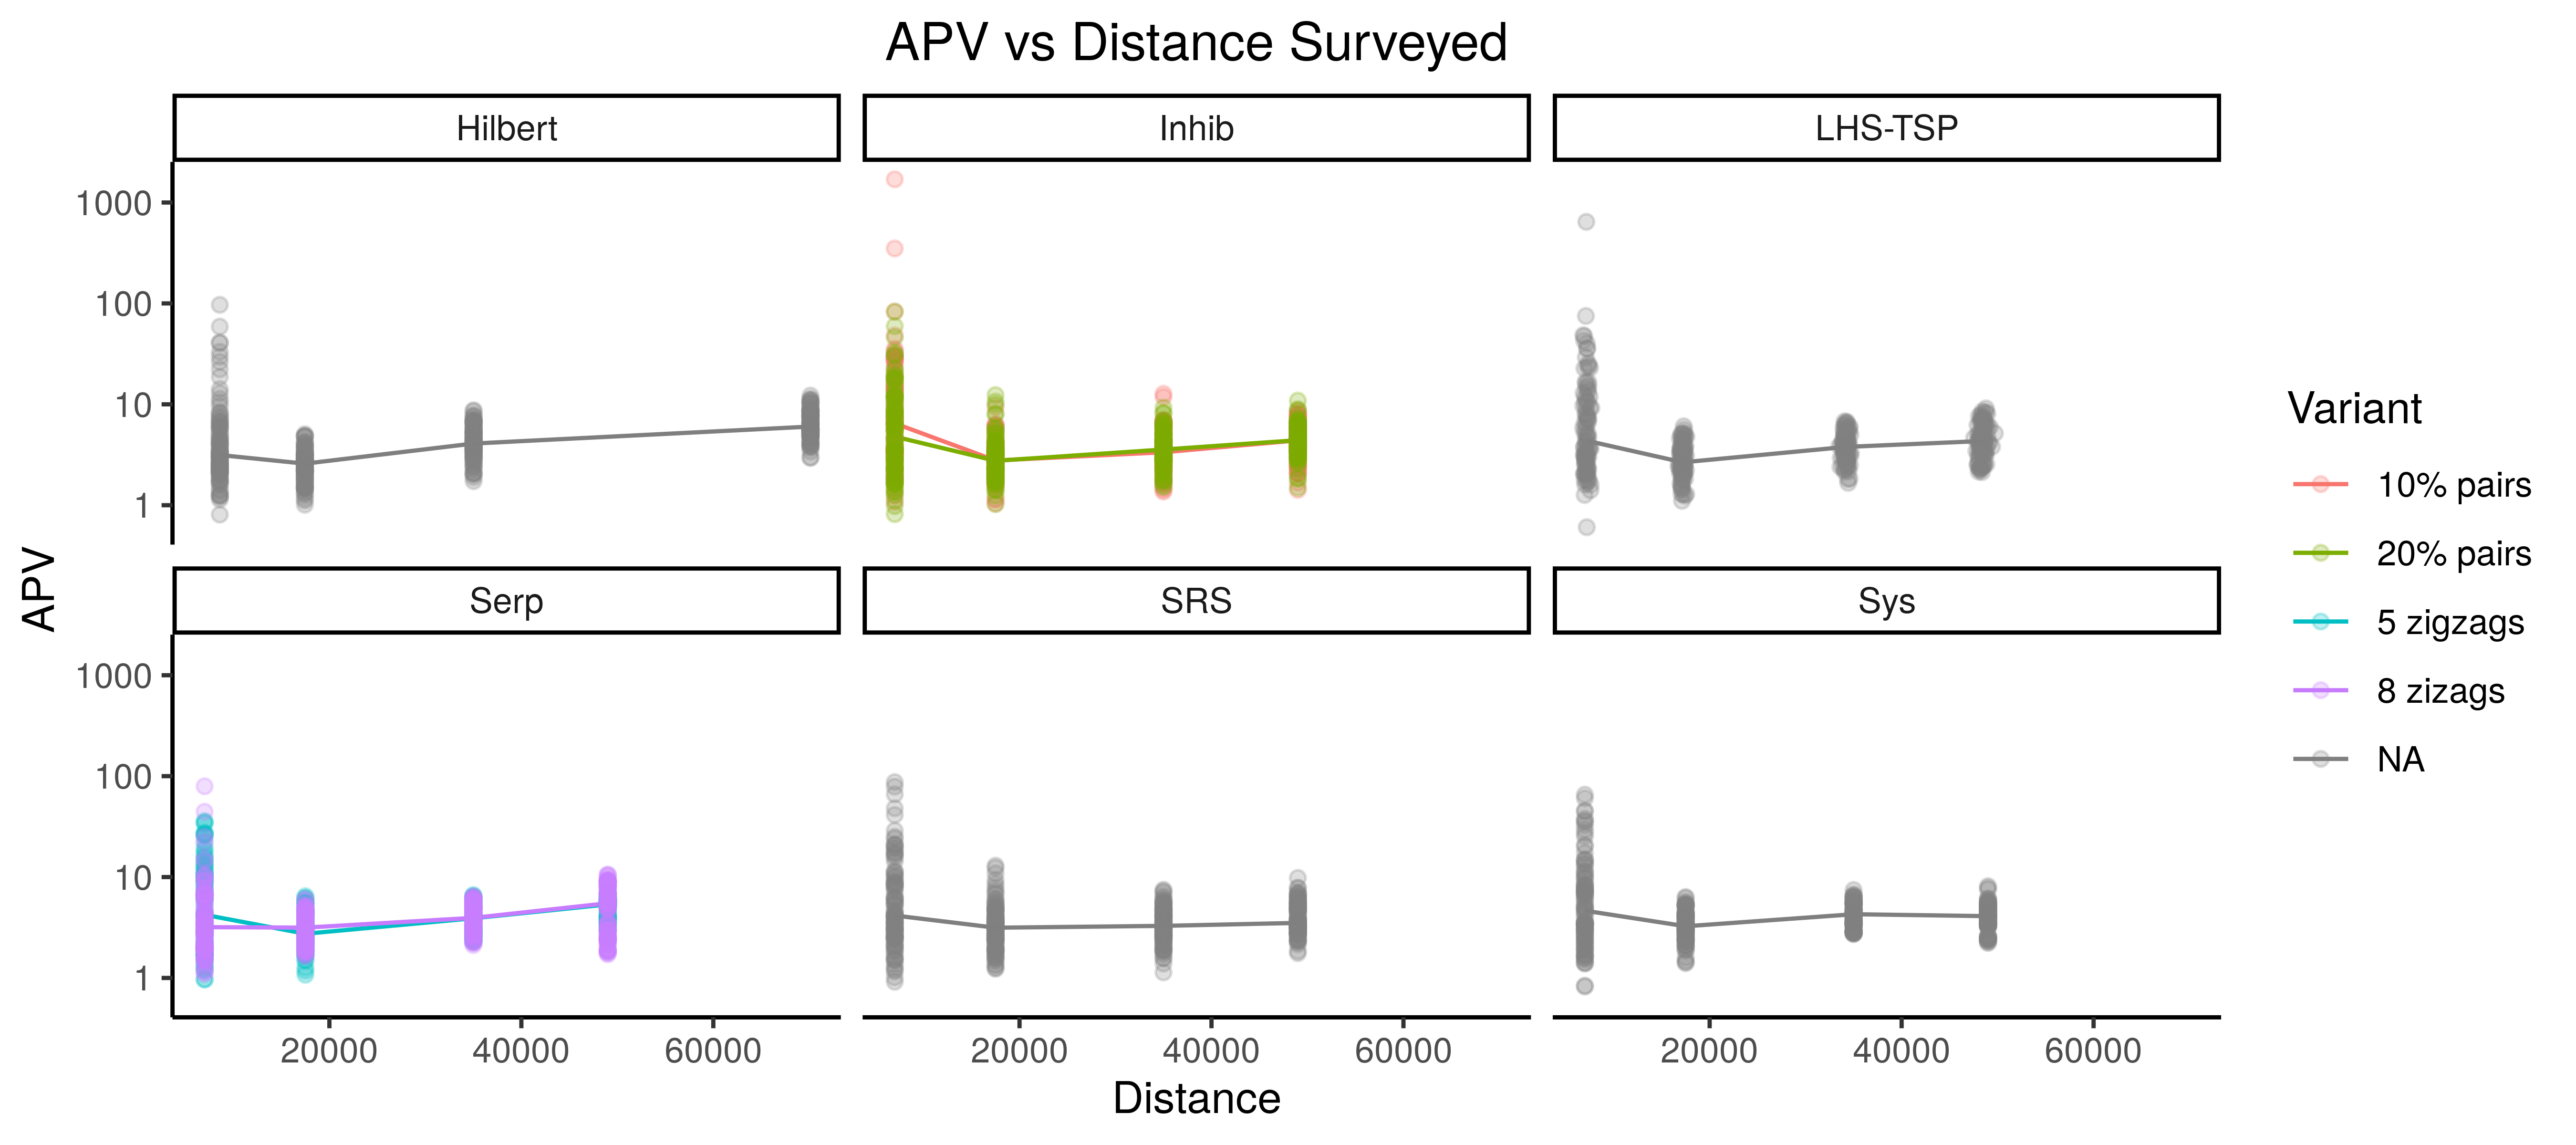 APV vs Distance Surveyed
Hilbert
Inhib
LHS-TSP
1000
100
10
1
Serp
SRS
Sys
1000
100
10
1
20000 40000 60000
20000 40000 60000
20000 40000 60000
Distance
APV
Variant
10% pairs
20% pairs
5 zigzags
8 zizags
NA